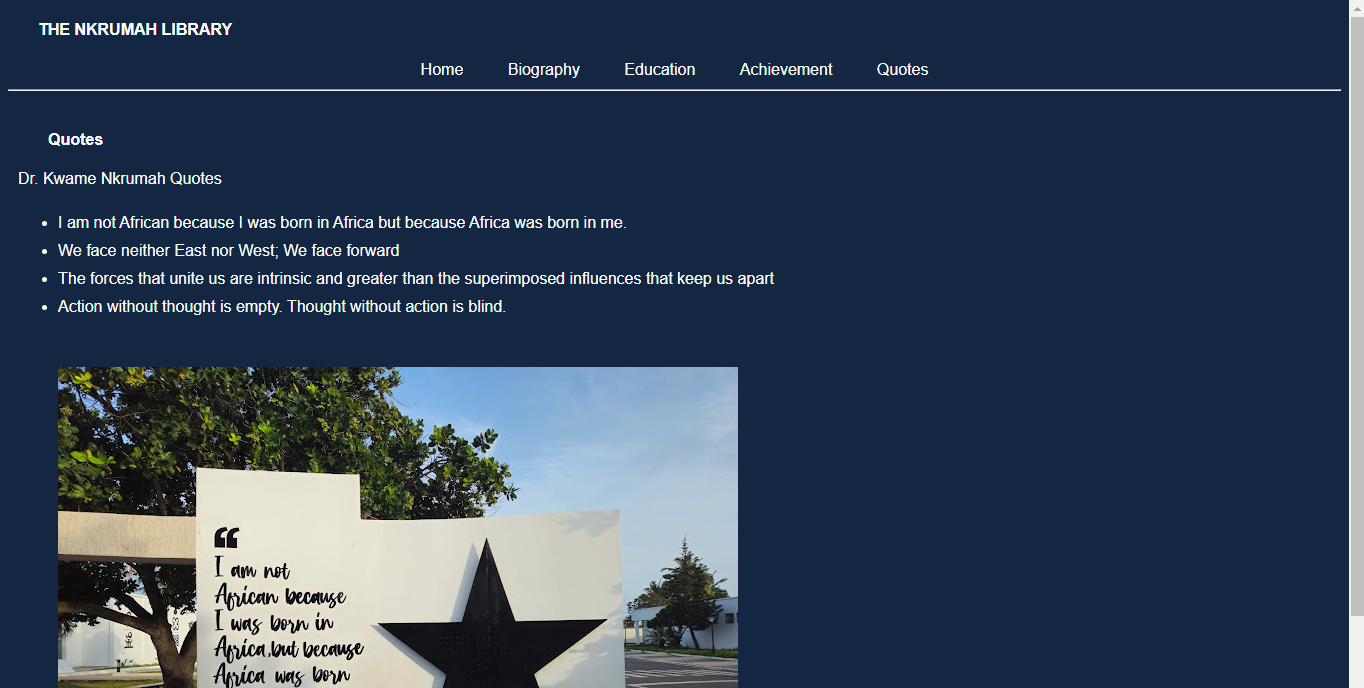 THE NKRUMAH LIBRARY
Home Biography Education Achievement Quotes
Quotes
Dr. Kwame Nkrumah Quotes
• I am not African because I was born in Africa but because Africa was born in me.
• We face neither East nor West; We face forward
• The forces that unite us are intrinsic and greater than the superimposed influences that keep us apart
• Action without thought is empty. Thought without action is blind.
“
I am not
African because
I was born in
Africa,but because
Africa was born